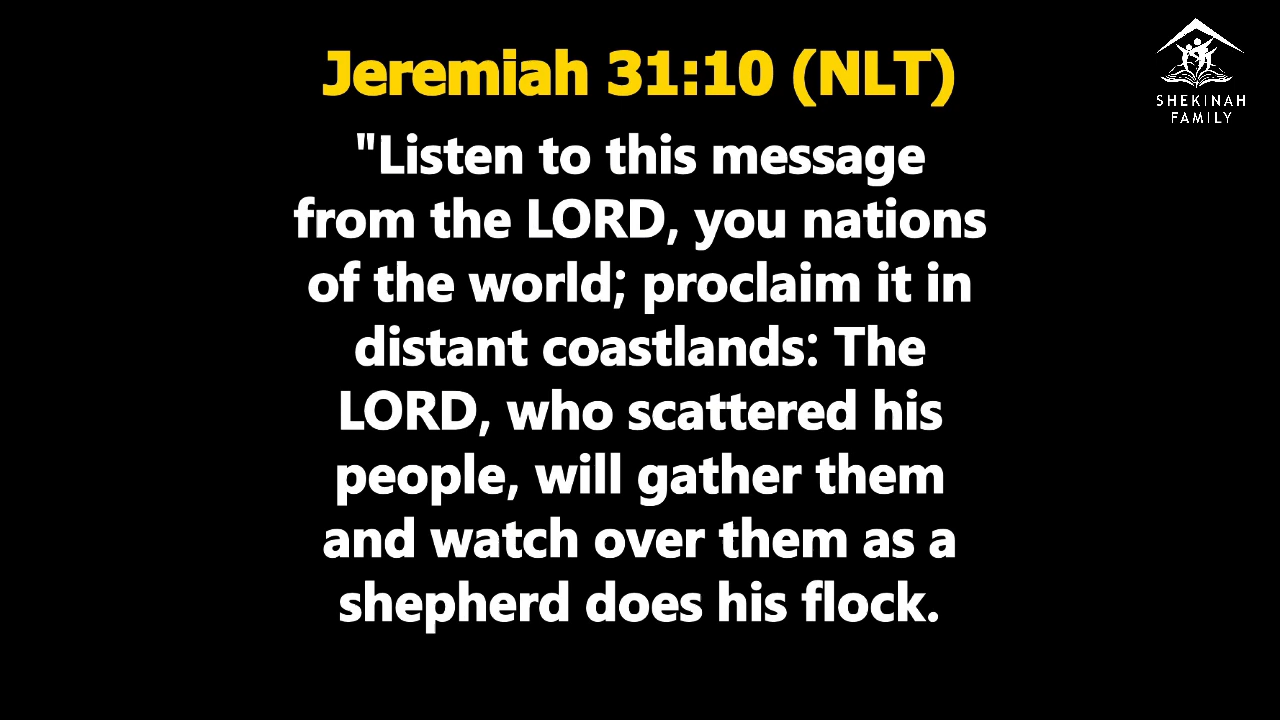 Jeremiah 31:10 (NLT)
"Listen to this message
from the LORD, you nations
of the world; proclaim it in
distant coastlands: The
LORD, who scattered his
people, will gather them
and watch over them as a
shepherd does his flock.
SHEKINAH
FAMILY